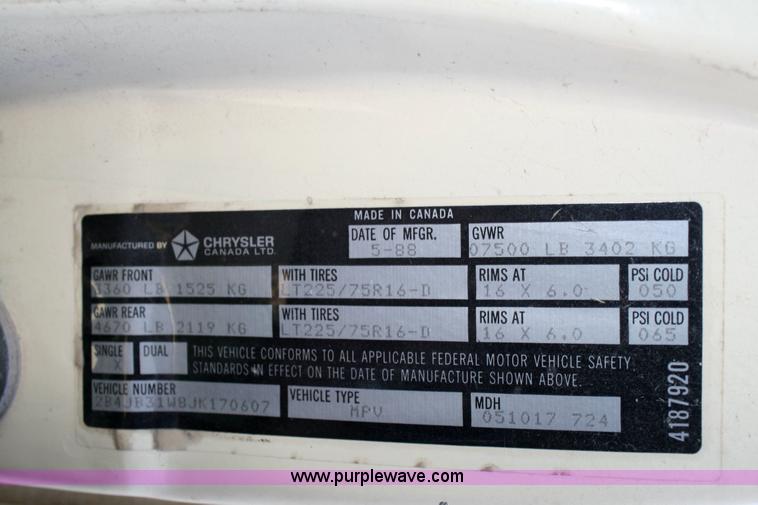 MADE IN CANADA
MANUFACTURED BY CHRYSLER CANADA LTD.
DATE OF MFGR. GVWR
5-88 07500 LB 3402 KG
GAWR FRONT WITH TIRES RIMS AT PSI COLD
3360 LB 1525 KG LT225/75R16-D 16 X 6.0 050
GAWR REAR WITH TIRES RIMS AT PSI COLD
4670 LB 2119 KG LT225/75R16-D 16 X 6.0 065
SINGLE DUAL
X
THIS VEHICLE CONFORMS TO ALL APPLICABLE FEDERAL MOTOR VEHICLE SAFETY
STANDARDS IN EFFECT ON THE DATE OF MANUFACTURE SHOWN ABOVE.
VEHICLE NUMBER VEHICLE TYPE MDH
2B4JB31W8JK170607 MPV 051017 724
4187920
www.purplewave.com